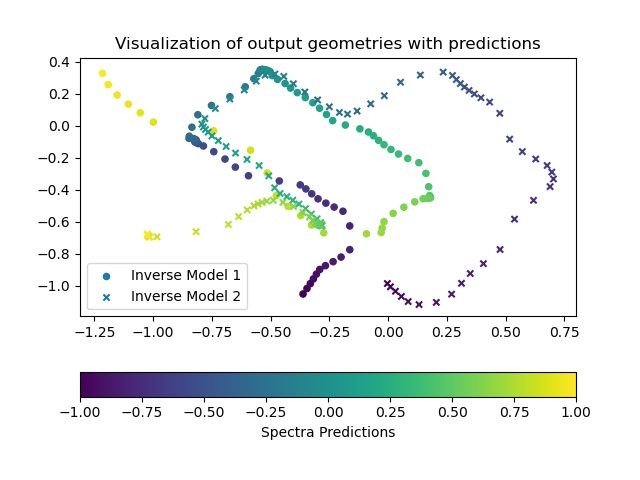 Visualization of output geometries with predictions
0.4
0.2
0.0
−0.2
−0.4
−0.6
−0.8
−1.0
Inverse Model 1
Inverse Model 2
−1.25 −1.00 −0.75 −0.50 −0.25 0.00 0.25 0.50 0.75
−1.00 −0.75 −0.50 −0.25 0.00 0.25 0.50 0.75 1.00
Spectra Predictions